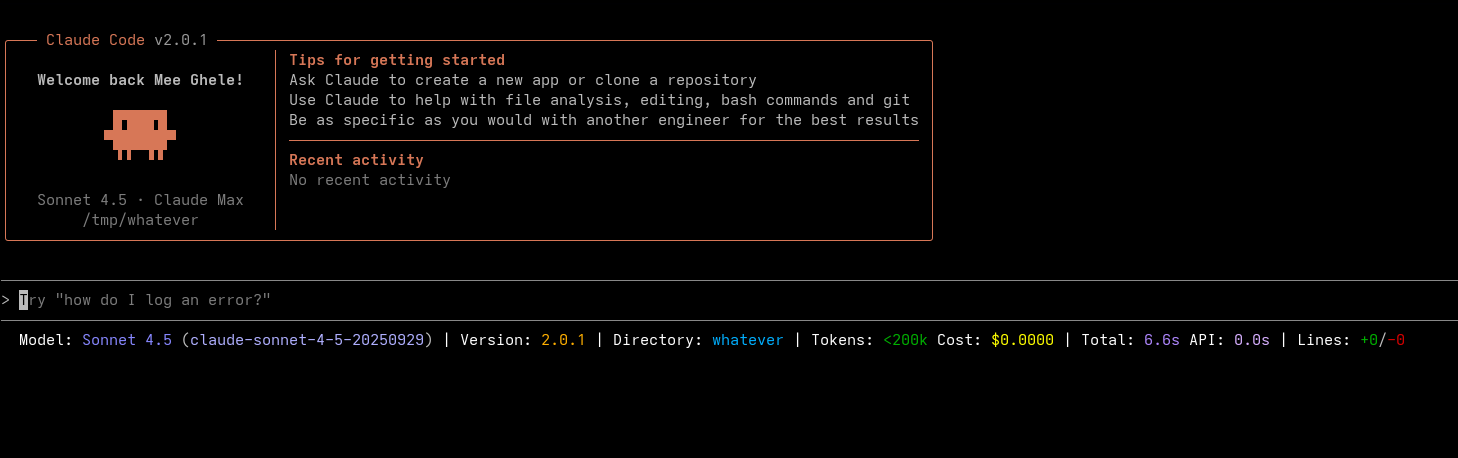 Claude Code v2.0.1
Welcome back Mee Ghele!
Sonnet 4.5 · Claude Max
/tmp/whatever
Tips for getting started
Ask Claude to create a new app or clone a repository
Use Claude to help with file analysis, editing, bash commands and git
Be as specific as you would with another engineer for the best results
Recent activity
No recent activity
> Try "how do I log an error?"
Model: Sonnet 4.5 (claude-sonnet-4-5-20250929) | Version: 2.0.1 | Directory: whatever | Tokens: <200k Cost: $0.0000 | Total: 6.6s API: 0.0s | Lines: +0/-0